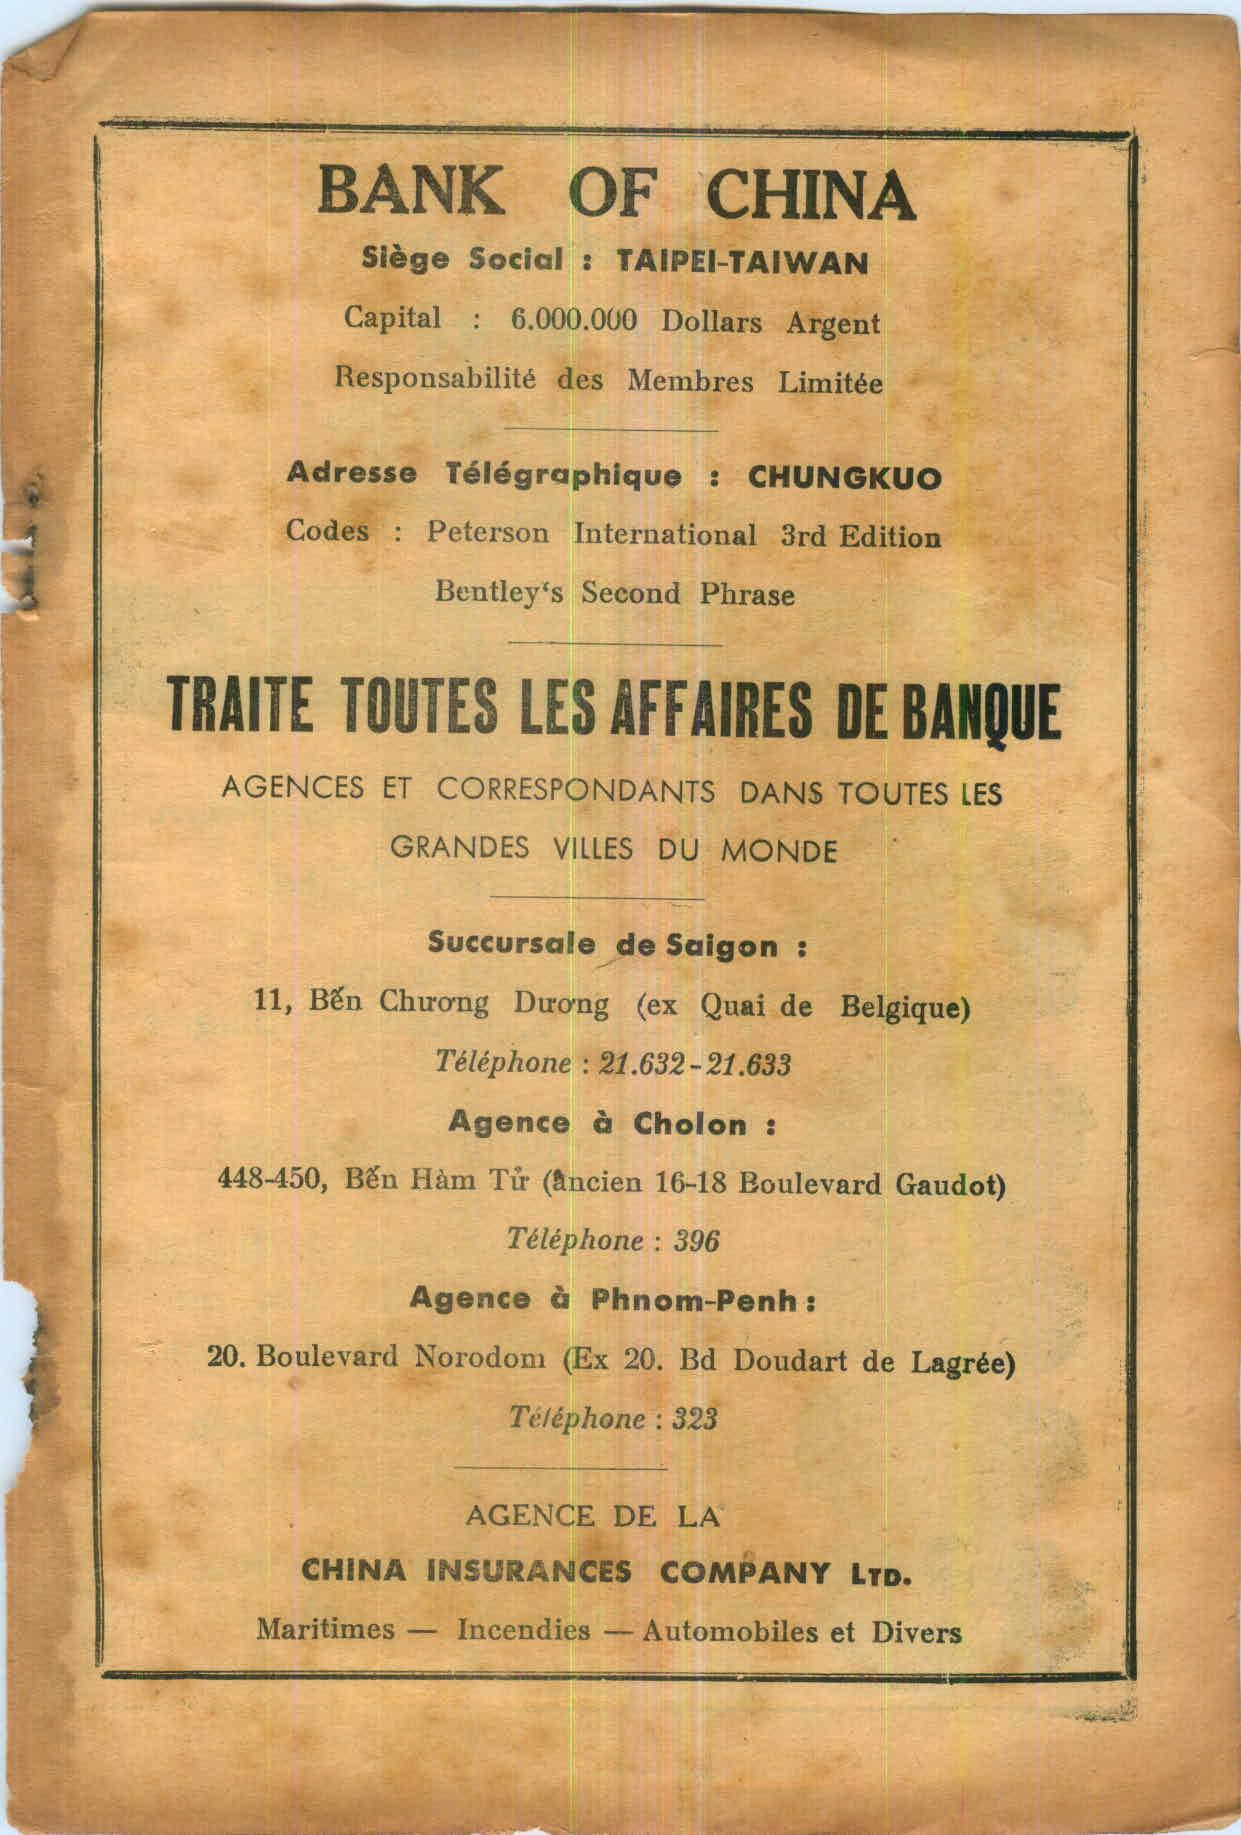 BANK OF CHINA
Siège Social : TAIPEI-TAIWAN
Capital : 6.000.000 Dollars Argent
Responsabilité des Membres Limitée
Adresse Télégraphique : CHUNGKUO
Codes : Peterson International 3rd Edition
Bentley‘s Second Phrase
TRAITE TOUTES LES AFFAIRES DE BANQUE
AGENCES ET CORRESPONDANTS DANS TOUTES LES
GRANDES VILLES DU MONDE
Succursale de Saigon :
11, Bến Chương Dương (ex Quai de Belgique)
Téléphone : 21.632-21.633
Agence à Cholon :
448-450, Bến Hàm Tử (ancien 16-18 Boulevard Gaudot)
Téléphone : 396
Agence à Phnom-Penh :
20. Boulevard Norodom (Ex 20. Bd Doudart de Lagrée)
Téléphone : 323
AGENCE DE LA
CHINA INSURANCES COMPANY LTD.
Maritimes — Incendies — Automobiles et Divers